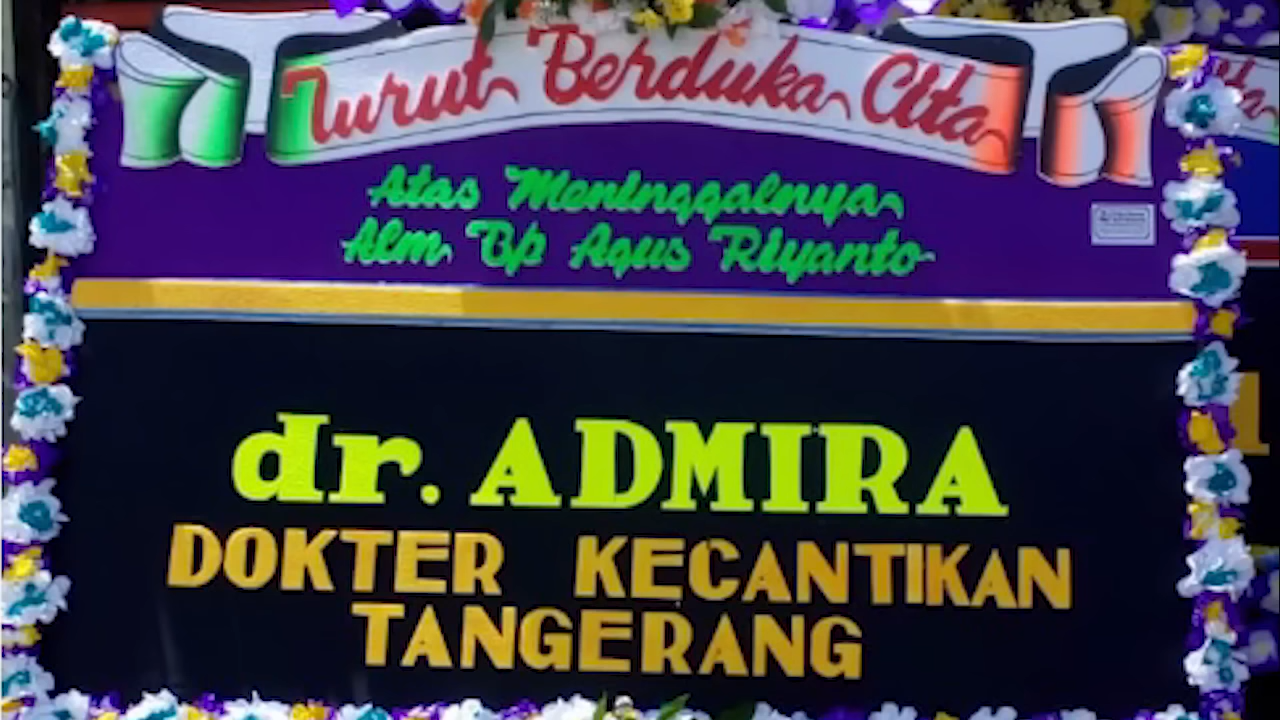 Turut Berduka Cita
Atas Meninggalnya
Alm Bp Agus Riyanto
dr. ADMIRA
DOKTER KECANTIKAN
TANGERANG